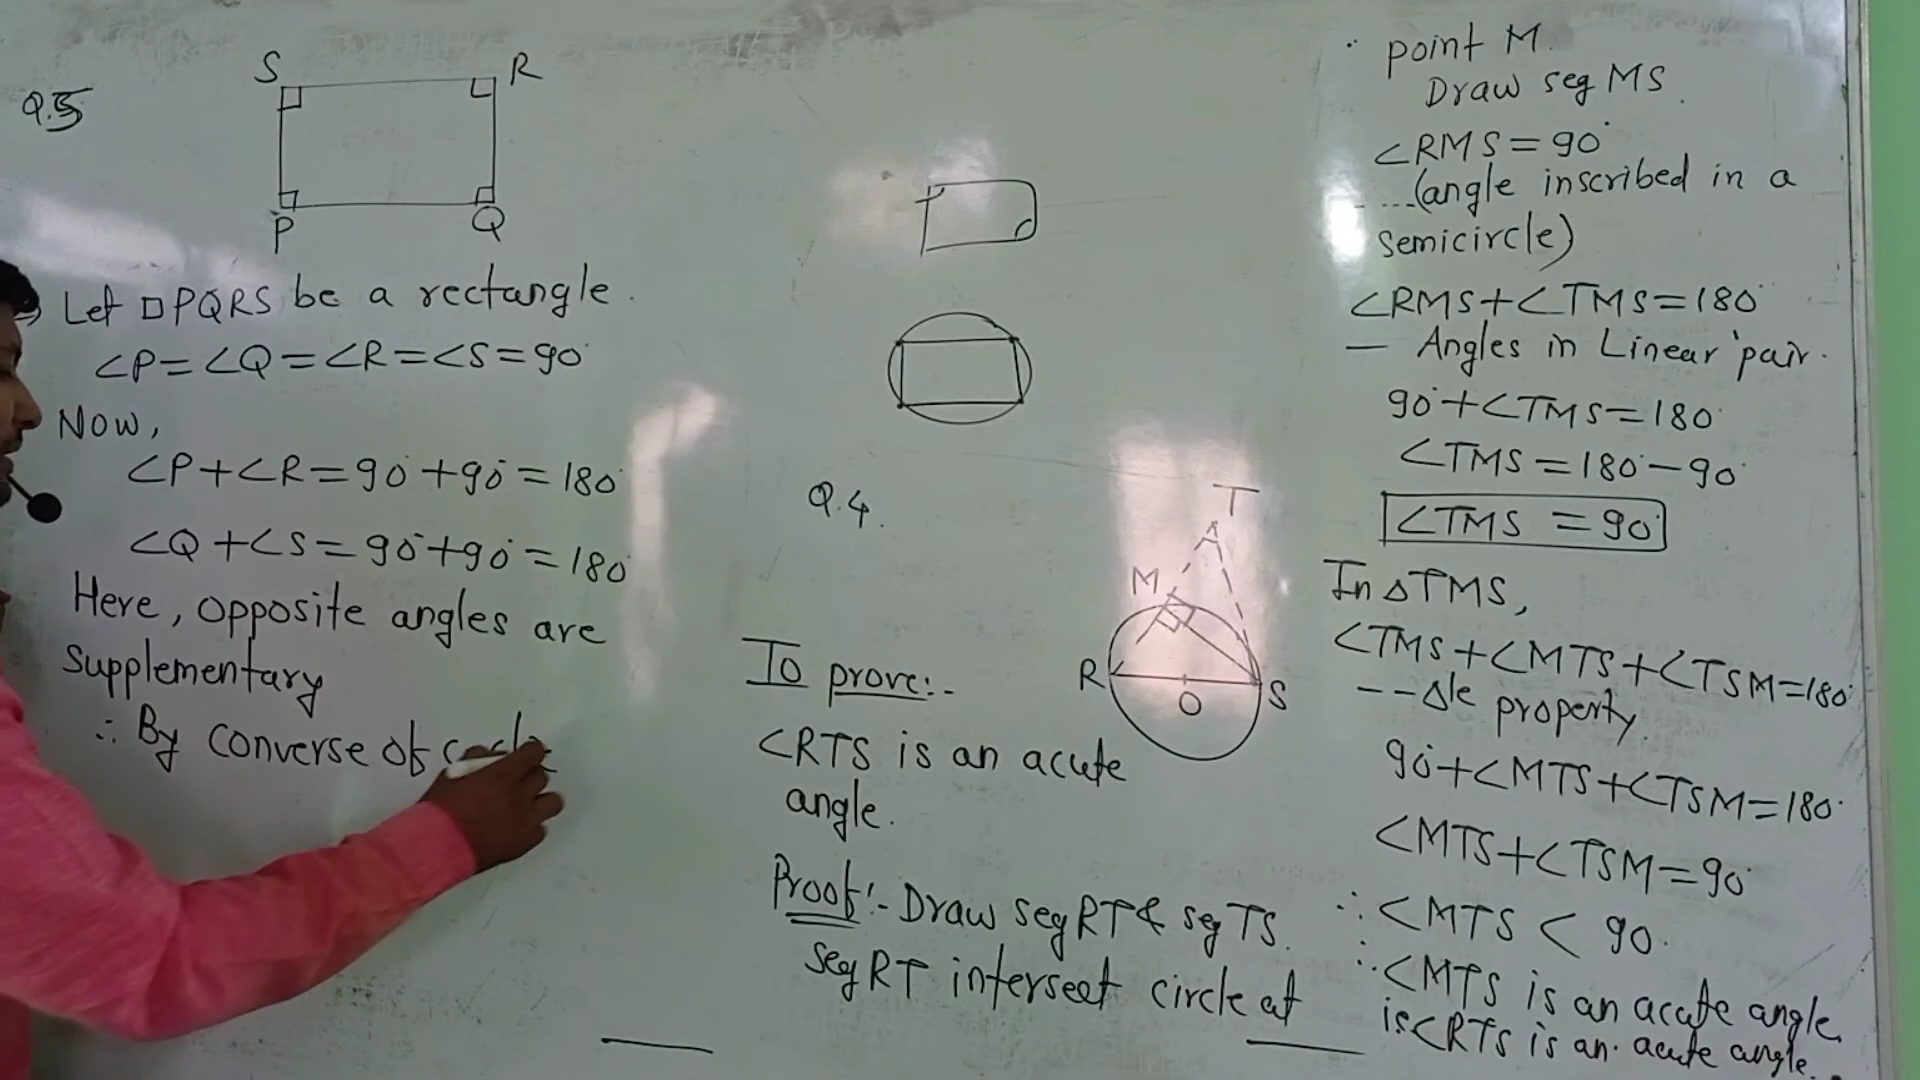 Q.5
S R
P Q
Let □PQRS be a rectangle.
∠P=∠Q=∠R=∠S=90°
Now,
∠P+∠R=90°+90°=180°
∠Q+∠S=90°+90°=180°
Here, opposite angles are
supplementary
∴ By converse of
Q.4.
T
M
R O S
To prove:-
∠RTS is an acute
angle.
Proof:- Draw seg RT & sg TS.
seg RT intersect circle at
point M.
Draw seg MS.
∠RMS=90°
...(angle inscribed in a
semicircle)
∠RMS+∠TMS=180°
— Angles in Linear pair.
90°+∠TMS=180°
∠TMS=180°-90°
∠TMS=90°
In △TMS,
∠TMS+∠MTS+∠TSM=180°
-- △le property.
90°+∠MTS+∠TSM=180°
∠MTS+∠TSM=90°
∴ ∠MTS < 90°
∴ ∠MTS is an acute angle
ie ∠RTS is an acute angle.